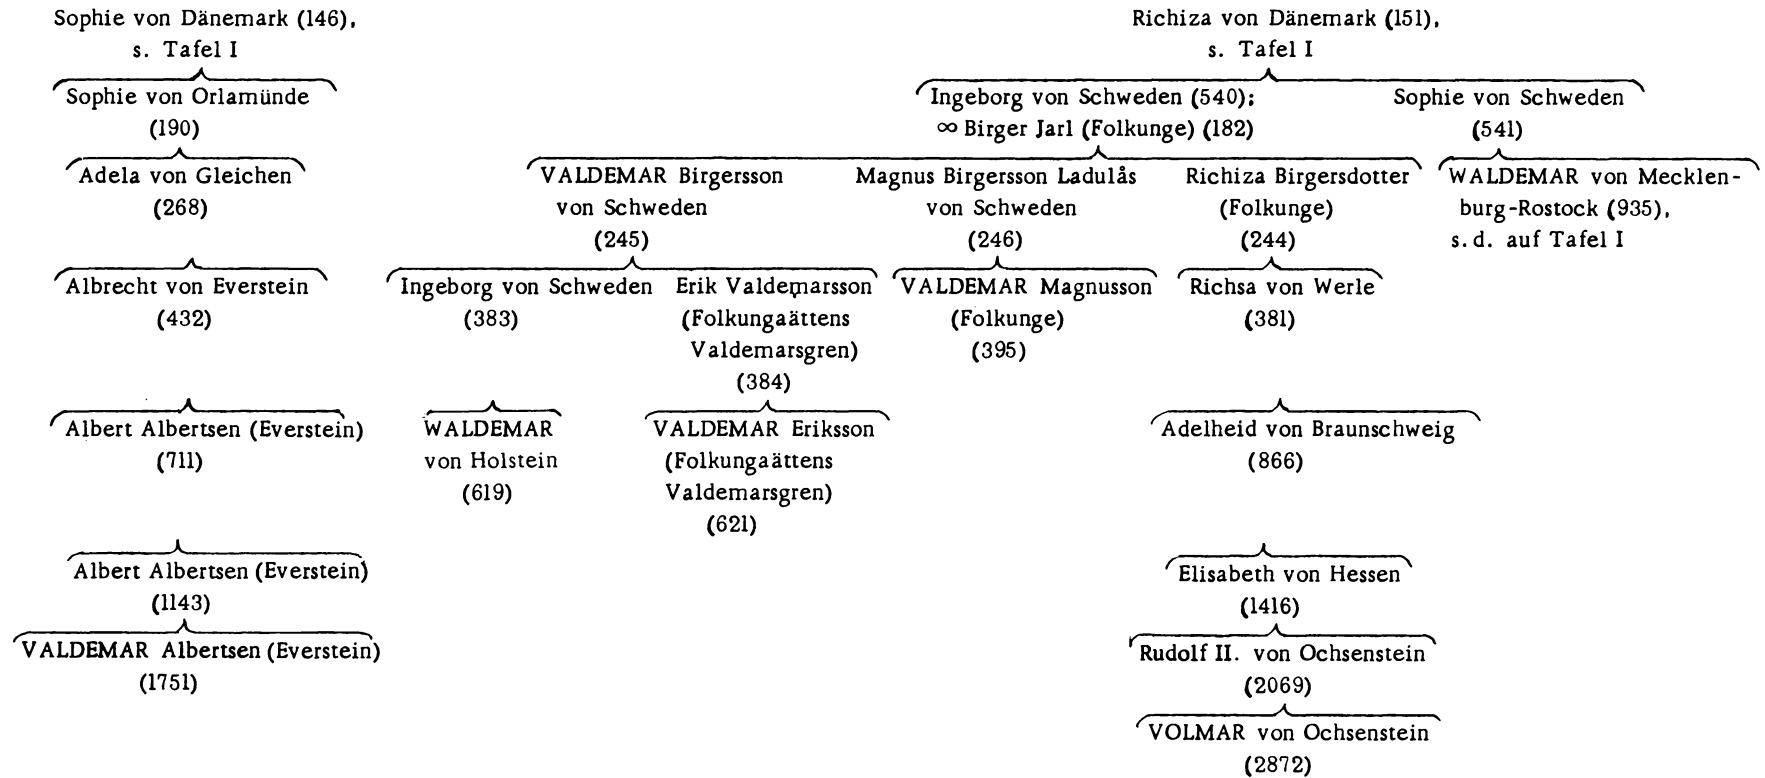 Sophie von Dänemark (146),
s. Tafel I
Richiza von Dänemark (151),
s. Tafel I
Sophie von Orlamünde
(190)
Ingeborg von Schweden (540);
∞ Birger Jarl (Folkunge) (182)
Sophie von Schweden
(541)
Adela von Gleichen
(268)
VALDEMAR Birgersson
von Schweden
(245)
Magnus Birgersson Ladulås
von Schweden
(246)
Richiza Birgersdotter
(Folkunge)
(244)
WALDEMAR von Mecklen-
burg-Rostock (935),
s.d. auf Tafel I
Albrecht von Everstein
(432)
Ingeborg von Schweden
(383)
Erik Valdemarsson
(Folkungaättens
Valdemarsgren)
(384)
VALDEMAR Magnusson
(Folkunge)
(395)
Richsa von Werle
(381)
Albert Albertsen (Everstein)
(711)
WALDEMAR
von Holstein
(619)
VALDEMAR Eriksson
(Folkungaättens
Valdemarsgren)
(621)
Adelheid von Braunschweig
(866)
Albert Albertsen (Everstein)
(1143)
Elisabeth von Hessen
(1416)
VALDEMAR Albertsen (Everstein)
(1751)
Rudolf II. von Ochsenstein
(2069)
VOLMAR von Ochsenstein
(2872)